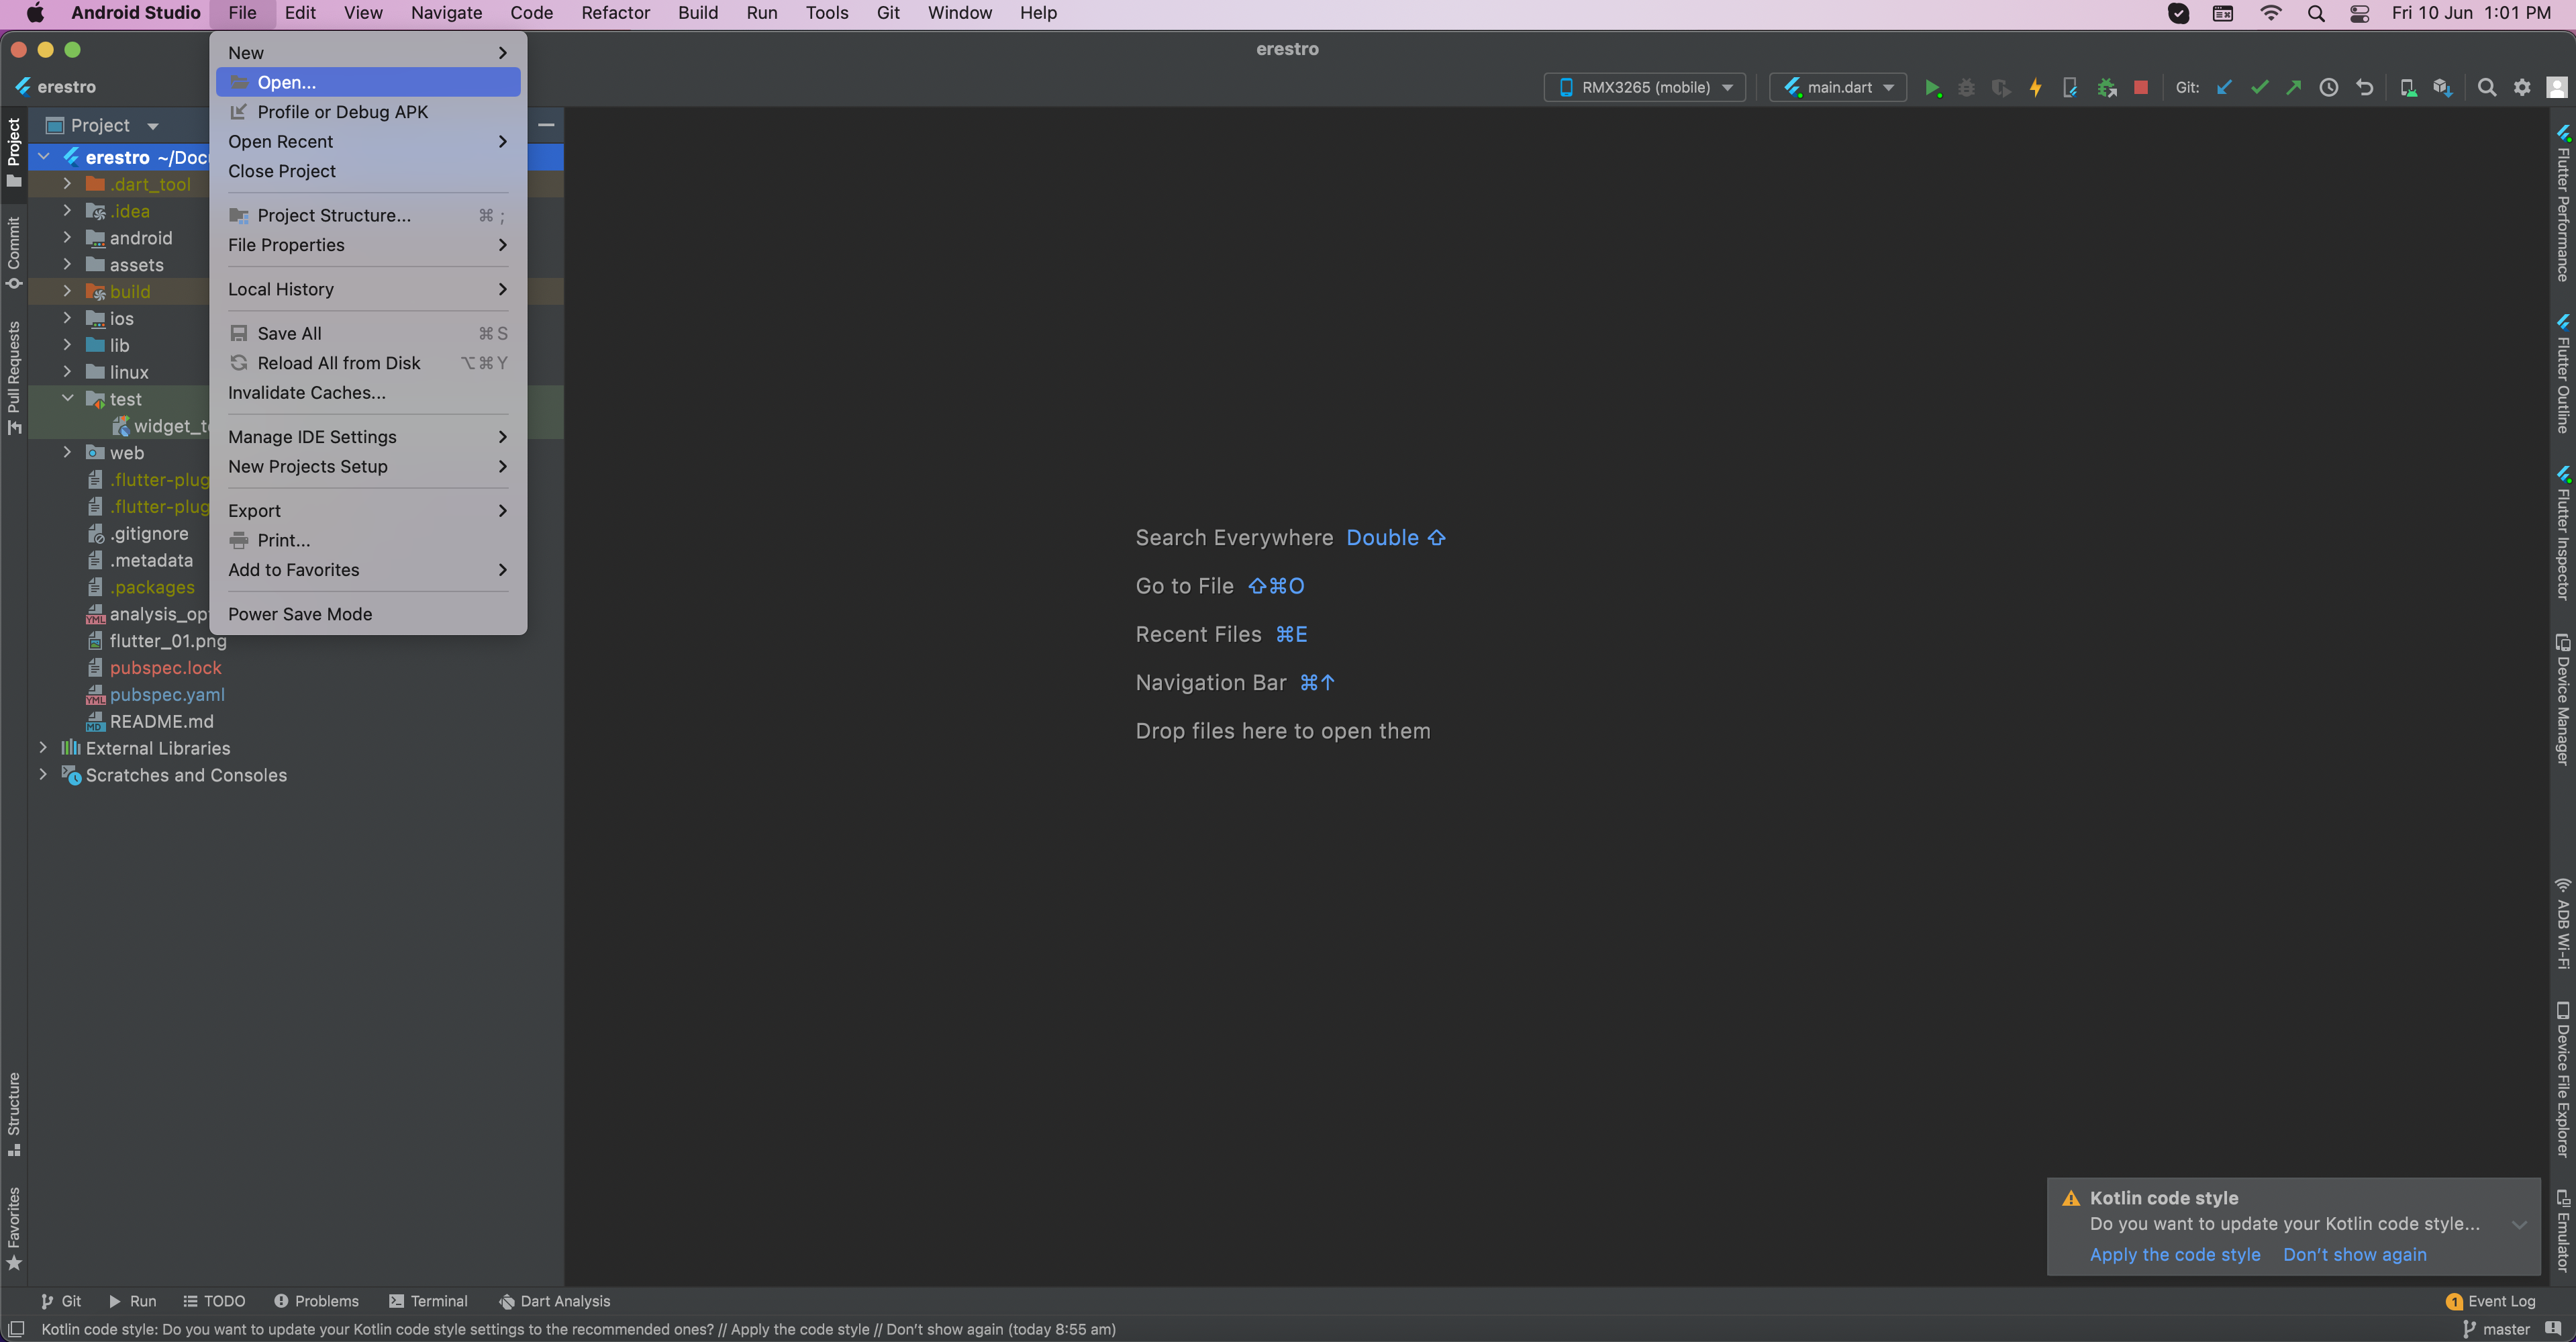 Android Studio File Edit View Navigate Code Refactor Build Run Tools Git Window Help Fri 10 Jun 1:01 PM
erestro
erestro RMX3265 (mobile) main.dart Git:
Project
New
Open...
Profile or Debug APK
Open Recent
Close Project
Project Structure... ⌘ ;
File Properties
Local History
Save All ⌘ S
Reload All from Disk ⌥ ⌘ Y
Invalidate Caches...
Manage IDE Settings
New Projects Setup
Export
Print...
Add to Favorites
Power Save Mode
erestro ~/Doc
.dart_tool
.idea
android
assets
build
ios
lib
linux
test
widget_t
web
.flutter-plug
.flutter-plug
.gitignore
.metadata
.packages
analysis_op
flutter_01.png
pubspec.lock
pubspec.yaml
README.md
External Libraries
Scratches and Consoles
Project
Commit
Pull Requests
Structure
Favorites
Search Everywhere Double ⇧
Go to File ⇧⌘O
Recent Files ⌘E
Navigation Bar ⌘↑
Drop files here to open them
Flutter Performance
Flutter Outline
Flutter Inspector
Device Manager
ADB Wi-Fi
Device File Explorer
Emulator
Kotlin code style
Do you want to update your Kotlin code style...
Apply the code style Don't show again
Git Run TODO Problems Terminal Dart Analysis 1 Event Log
Kotlin code style: Do you want to update your Kotlin code style settings to the recommended ones? // Apply the code style // Don't show again (today 8:55 am) master